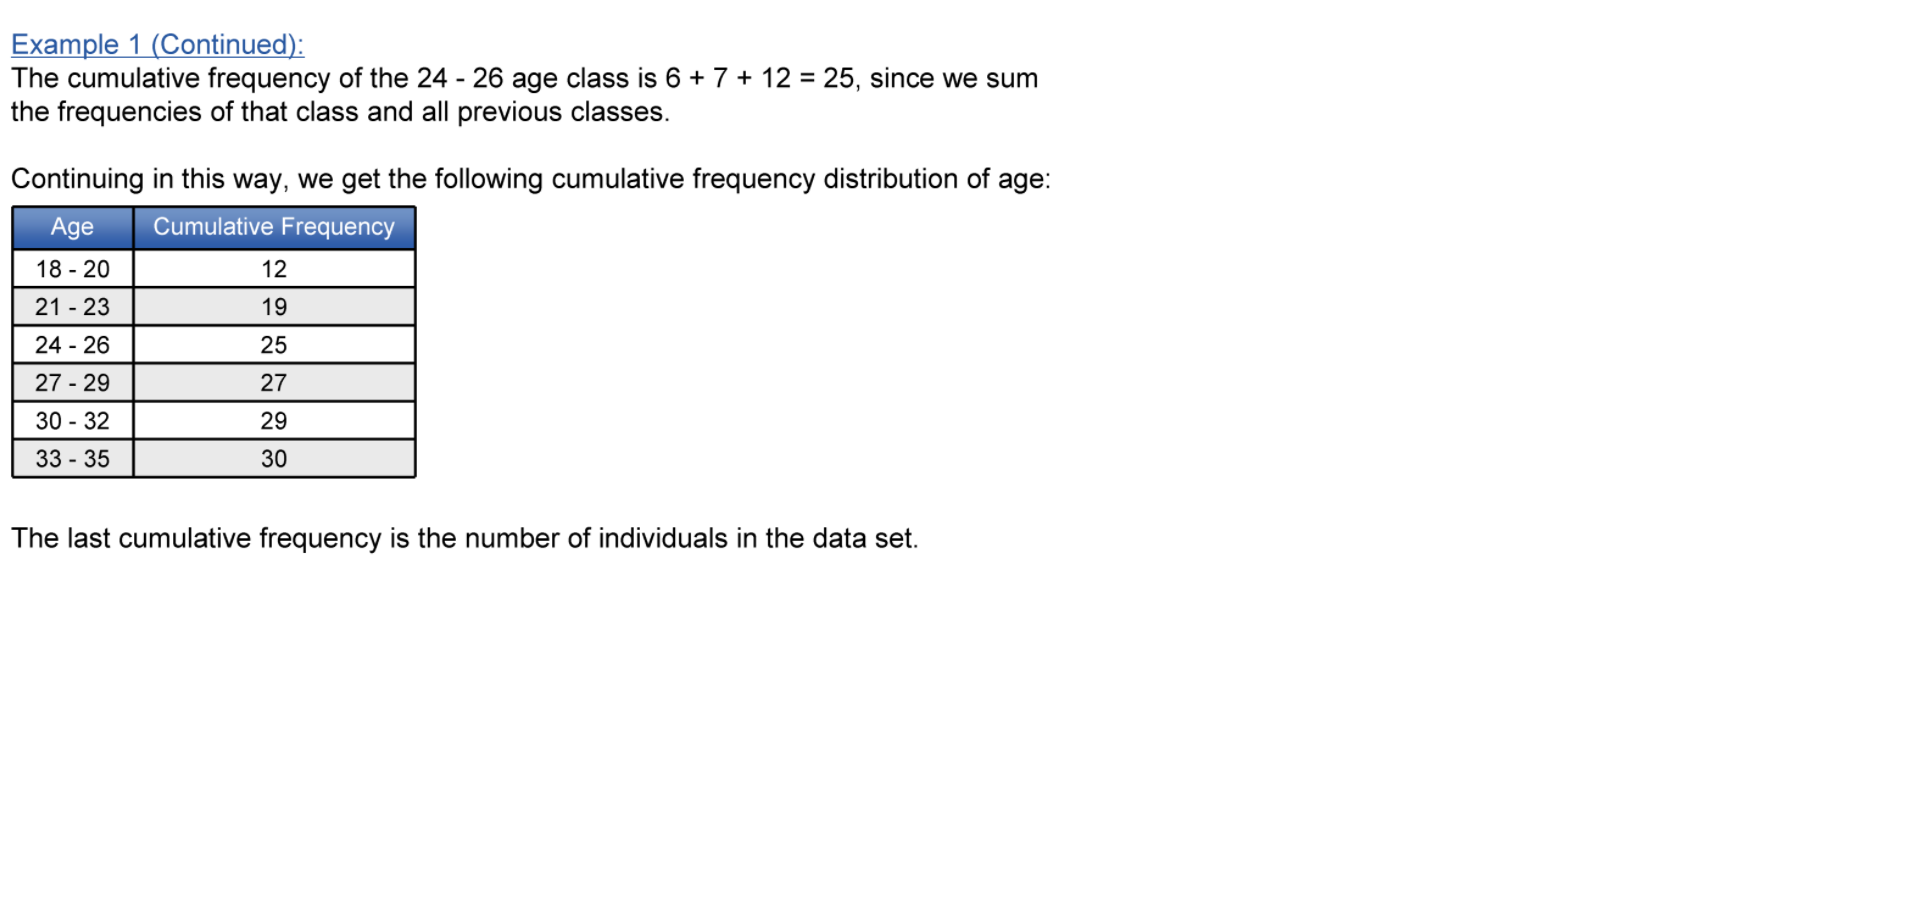 Example 1 (Continued):
The cumulative frequency of the 24 - 26 age class is 6 + 7 + 12 = 25, since we sum
the frequencies of that class and all previous classes.
Continuing in this way, we get the following cumulative frequency distribution of age:
Age Cumulative Frequency
18 - 20 12
21 - 23 19
24 - 26 25
27 - 29 27
30 - 32 29
33 - 35 30
The last cumulative frequency is the number of individuals in the data set.